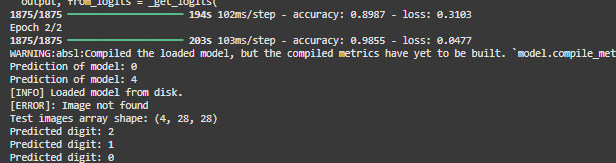 output, from_logits = _get_logits(
1875/1875 ━━━━━━━━━━━━━━━━━━━━ 194s 102ms/step - accuracy: 0.8987 - loss: 0.3103
Epoch 2/2
1875/1875 ━━━━━━━━━━━━━━━━━━━━ 203s 103ms/step - accuracy: 0.9855 - loss: 0.0477
WARNING:absl:Compiled the loaded model, but the compiled metrics have yet to be built. `model.compile_met
Prediction of model: 0
Prediction of model: 4
[INFO] Loaded model from disk.
[ERROR]: Image not found
Test images array shape: (4, 28, 28)
Predicted digit: 2
Predicted digit: 1
Predicted digit: 0